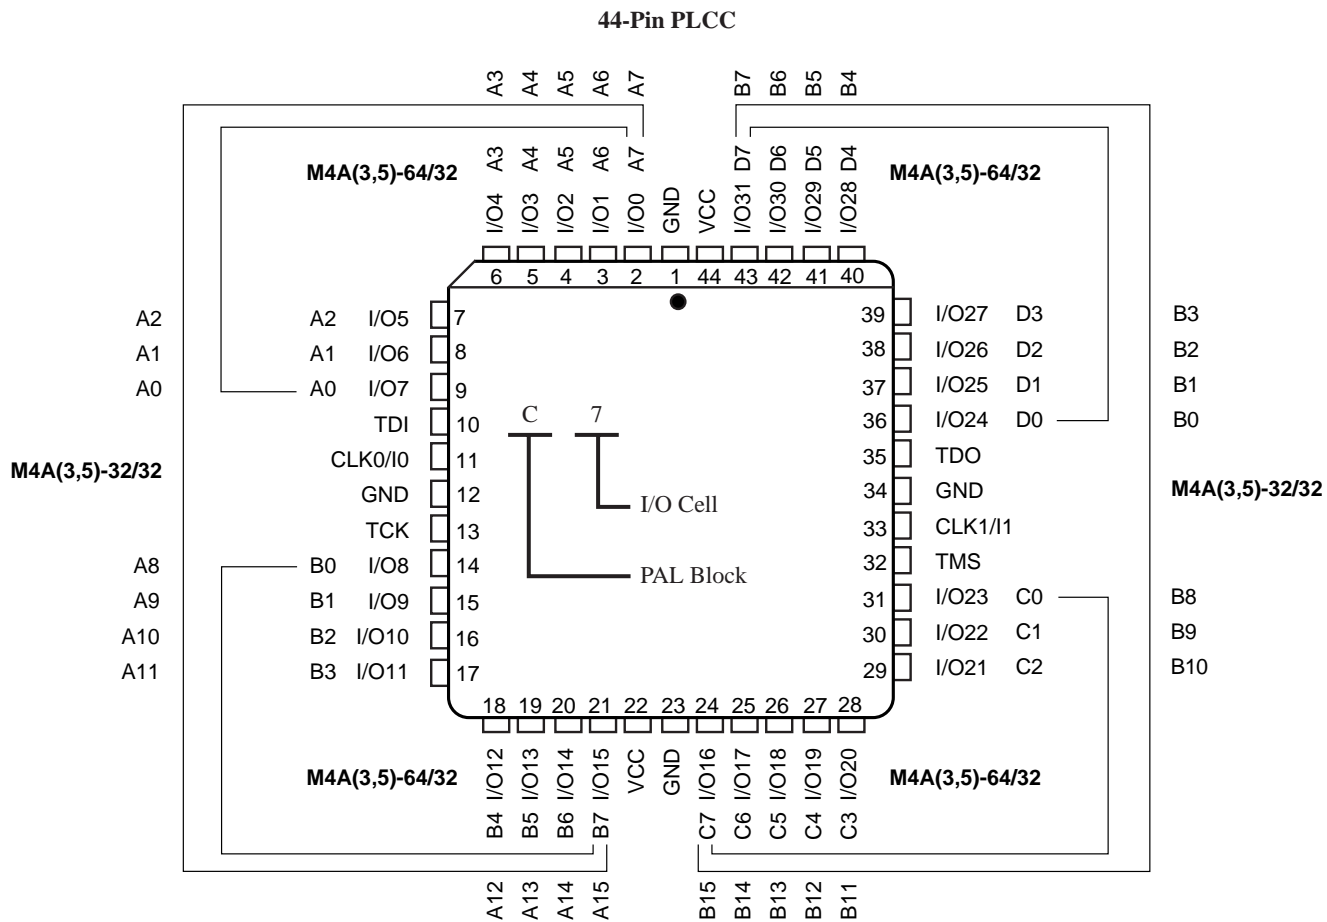 44-Pin PLCC
A3 A4 A5 A6 A7 B7 B6 B5 B4
M4A(3,5)-64/32 A3 A4 A5 A6 A7 D7 D6 D5 D4 M4A(3,5)-64/32
I/O4 I/O3 I/O2 I/O1 I/O0 GND VCC I/O31 I/O30 I/O29 I/O28
6 5 4 3 2 1 44 43 42 41 40
A2 A2 I/O5 7 39 I/O27 D3 B3
A1 A1 I/O6 8 38 I/O26 D2 B2
A0 A0 I/O7 9 37 I/O25 D1 B1
TDI 10 C 7 36 I/O24 D0 B0
M4A(3,5)-32/32 CLK0/I0 11 35 TDO
GND 12 I/O Cell 34 GND M4A(3,5)-32/32
TCK 13 33 CLK1/I1
A8 B0 I/O8 14 PAL Block 32 TMS
A9 B1 I/O9 15 31 I/O23 C0 B8
A10 B2 I/O10 16 30 I/O22 C1 B9
A11 B3 I/O11 17 29 I/O21 C2 B10
18 19 20 21 22 23 24 25 26 27 28
M4A(3,5)-64/32 I/O12 I/O13 I/O14 I/O15 VCC GND I/O16 I/O17 I/O18 I/O19 I/O20 M4A(3,5)-64/32
B4 B5 B6 B7 C7 C6 C5 C4 C3
A12 A13 A14 A15 B15 B14 B13 B12 B11